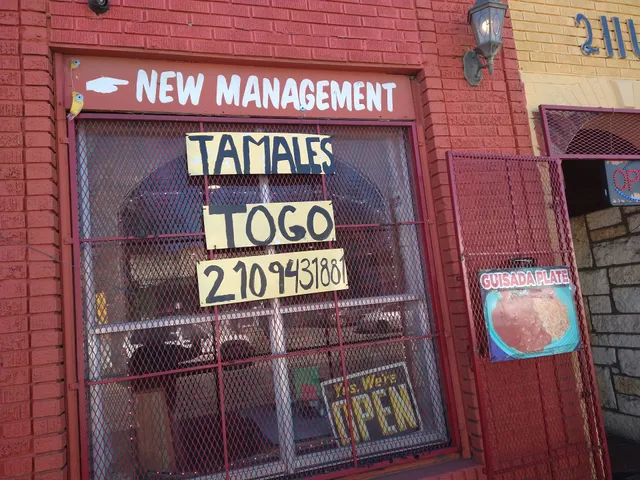 NEW MANAGEMENT
TAMALES
TOGO
2109431881
GUISADA PLATE
Yes, We're
OPEN